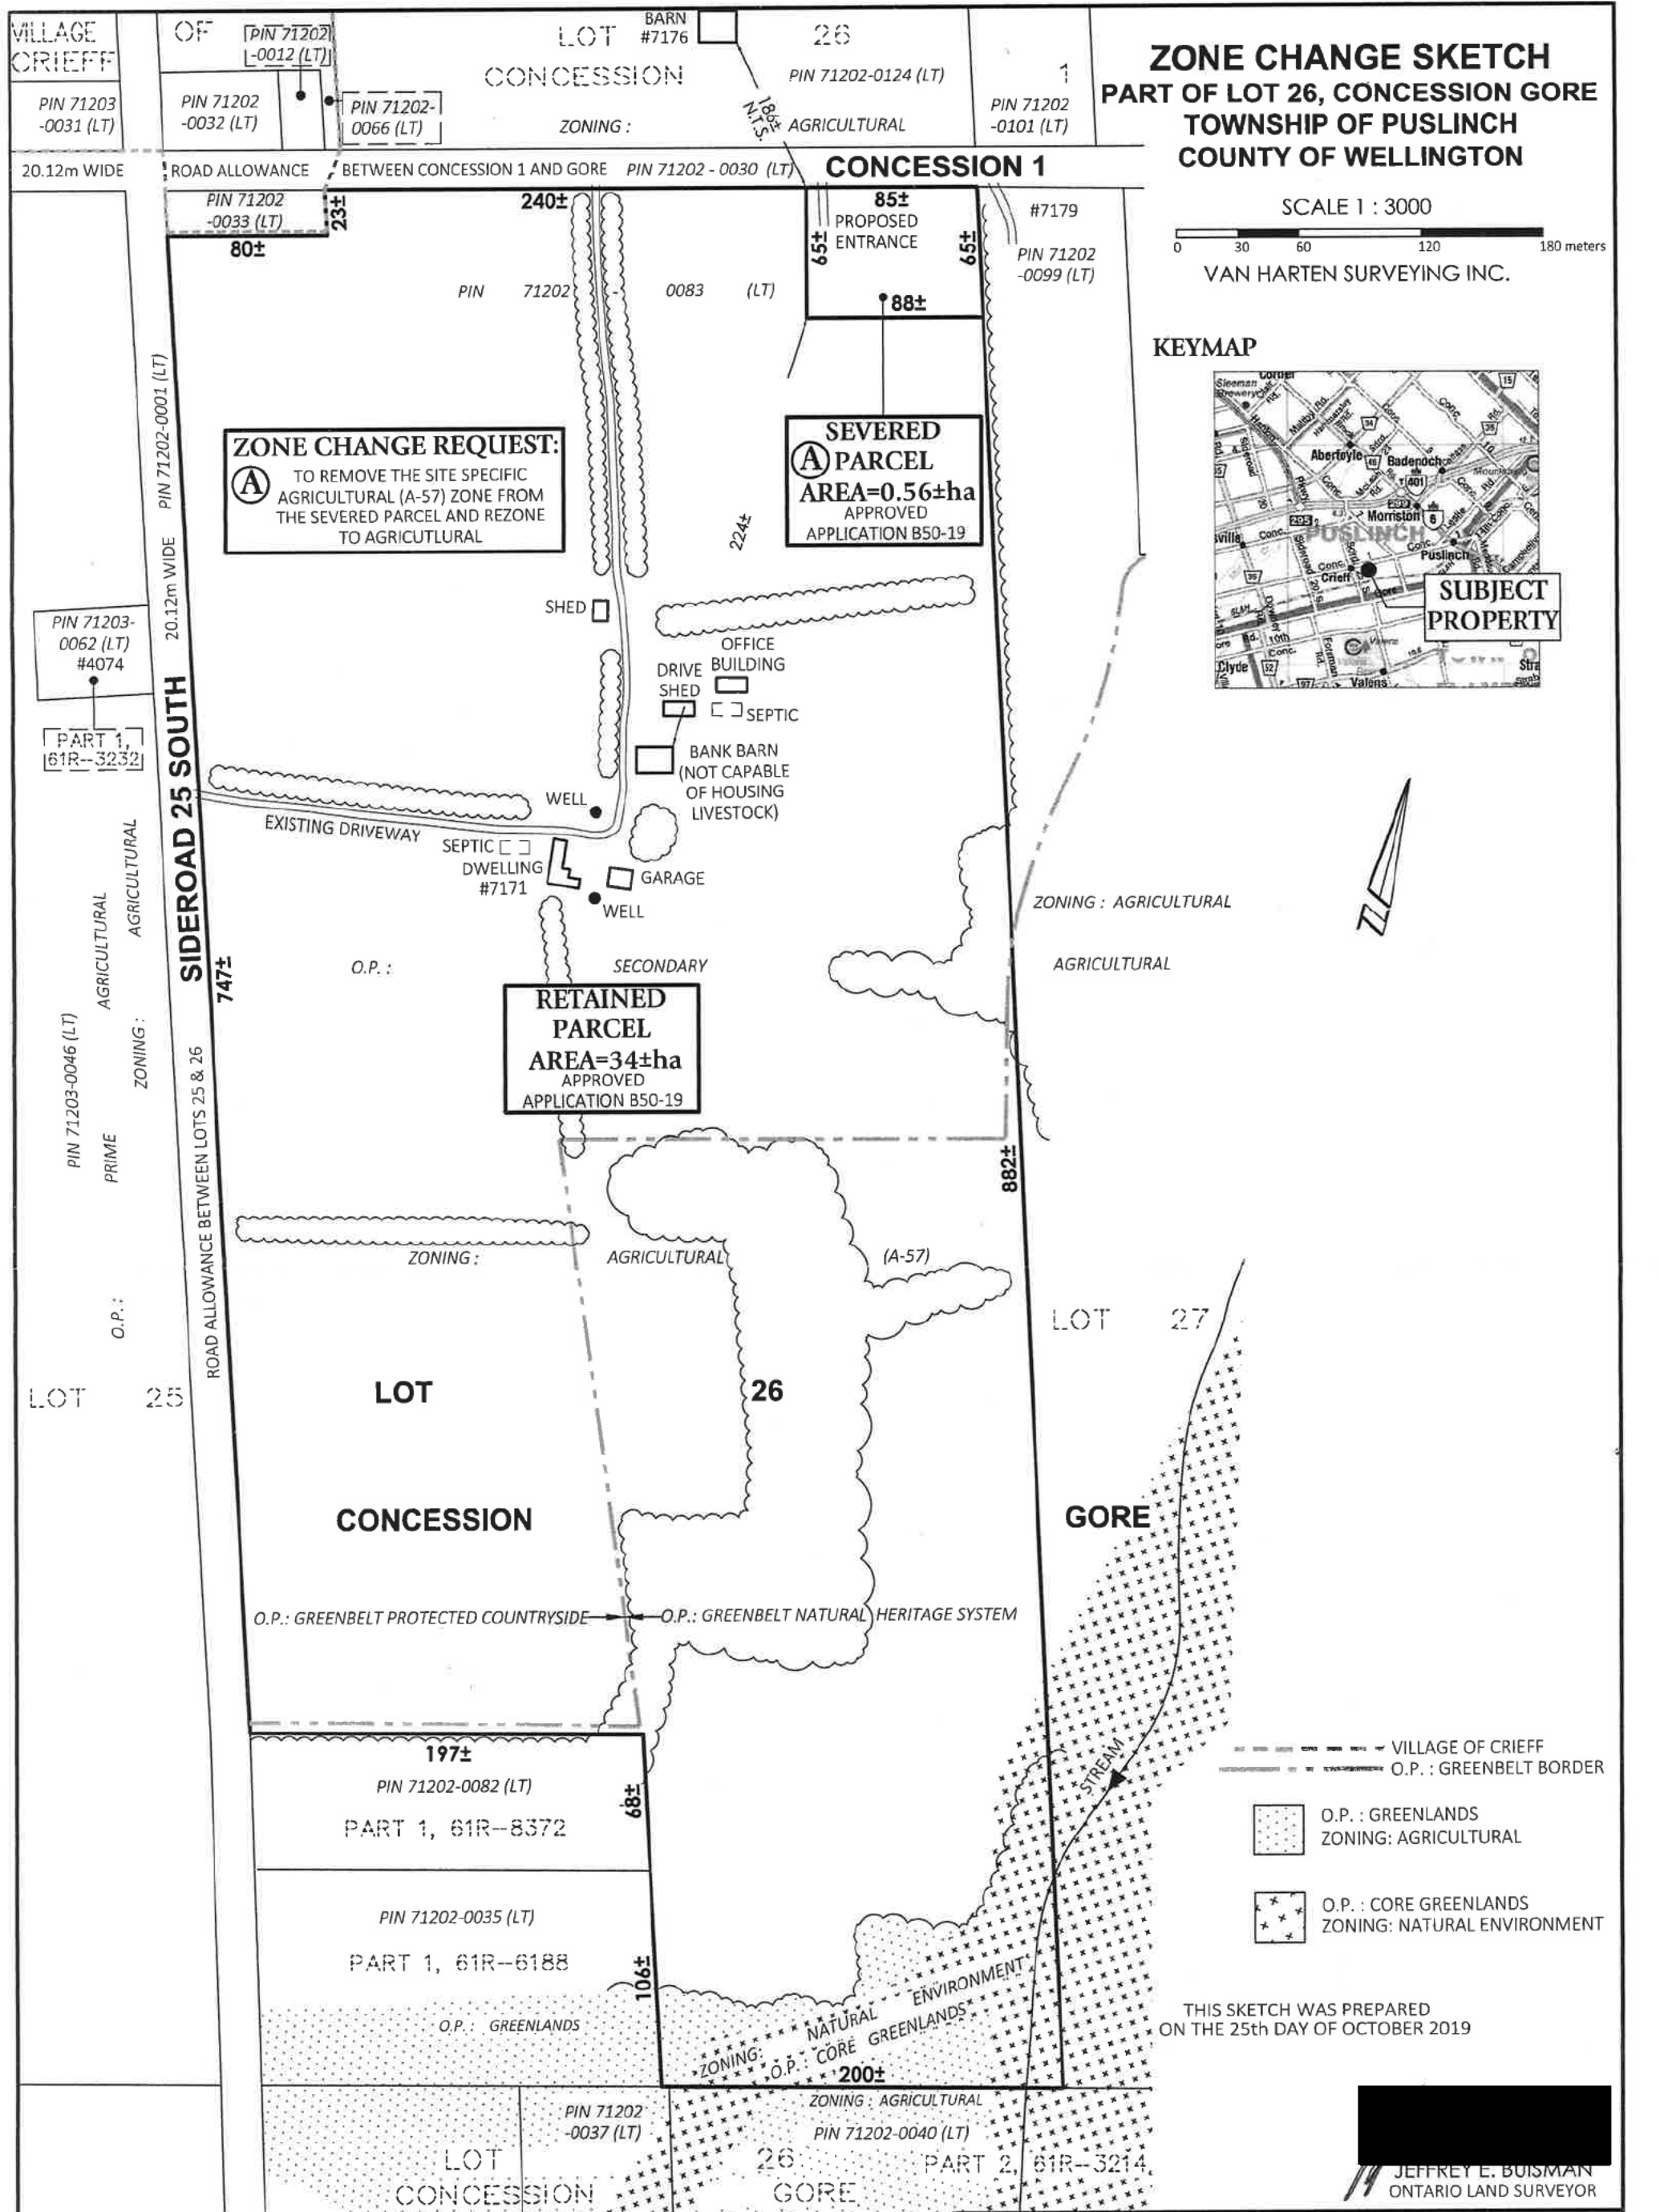 VILLAGE OF
CRIEFF
PIN 71202
-0012 (LT)
LOT 26
CONCESSION 1
BARN
#7176
PIN 71202-0124 (LT)
PIN 71203
-0031 (LT)
PIN 71202
-0032 (LT)
PIN 71202-
0066 (LT)
ZONING : AGRICULTURAL
186±
N.T.S.
PIN 71202
-0101 (LT)
ZONE CHANGE SKETCH
PART OF LOT 26, CONCESSION GORE
TOWNSHIP OF PUSLINCH
COUNTY OF WELLINGTON
SCALE 1 : 3000
0 30 60 120 180 meters
VAN HARTEN SURVEYING INC.
20.12m WIDE ROAD ALLOWANCE BETWEEN CONCESSION 1 AND GORE PIN 71202 - 0030 (LT) CONCESSION 1
PIN 71202
-0033 (LT)
23±
80±
240±
85±
PROPOSED
ENTRANCE
65±
65±
88±
#7179
PIN 71202
-0099 (LT)
PIN 71202 - 0083 (LT)
KEYMAP
Aberfoyle
Badenoch
Morriston
PUSLINCH
Puslinch
Crieff
Clyde
Valens
SUBJECT
PROPERTY
ZONE CHANGE REQUEST:
A
TO REMOVE THE SITE SPECIFIC
AGRICULTURAL (A-57) ZONE FROM
THE SEVERED PARCEL AND REZONE
TO AGRICUTLURAL
SEVERED
A PARCEL
AREA=0.56±ha
APPROVED
APPLICATION B50-19
224±
PIN 71202-0001 (LT)
20.12m WIDE
SIDEROAD 25 SOUTH
ROAD ALLOWANCE BETWEEN LOTS 25 & 26
PIN 71203-
0062 (LT)
#4074
PART 1,
61R--3232
SHED
OFFICE
BUILDING
DRIVE
SHED
SEPTIC
BANK BARN
(NOT CAPABLE
OF HOUSING
LIVESTOCK)
WELL
EXISTING DRIVEWAY
SEPTIC
DWELLING
#7171
GARAGE
WELL
O.P. : SECONDARY AGRICULTURAL
ZONING : AGRICULTURAL
747±
RETAINED
PARCEL
AREA=34±ha
APPROVED
APPLICATION B50-19
PIN 71203-0046 (LT)
O.P.: PRIME AGRICULTURAL
ZONING : AGRICULTURAL
882±
ZONING : AGRICULTURAL (A-57)
LOT 27
LOT 25
LOT 26
CONCESSION GORE
O.P.: GREENBELT PROTECTED COUNTRYSIDE
O.P.: GREENBELT NATURAL HERITAGE SYSTEM
197±
PIN 71202-0082 (LT)
68±
PART 1, 61R--8372
STREAM
VILLAGE OF CRIEFF
O.P. : GREENBELT BORDER
O.P. : GREENLANDS
ZONING: AGRICULTURAL
O.P. : CORE GREENLANDS
ZONING: NATURAL ENVIRONMENT
PIN 71202-0035 (LT)
PART 1, 61R--6188
106±
O.P. : GREENLANDS
ZONING: NATURAL ENVIRONMENT
O.P. : CORE GREENLANDS
200±
THIS SKETCH WAS PREPARED
ON THE 25th DAY OF OCTOBER 2019
ZONING : AGRICULTURAL
PIN 71202
-0037 (LT)
PIN 71202-0040 (LT)
LOT 26
PART 2, 61R--3214
CONCESSION GORE
JEFFREY E. BUISMAN
ONTARIO LAND SURVEYOR